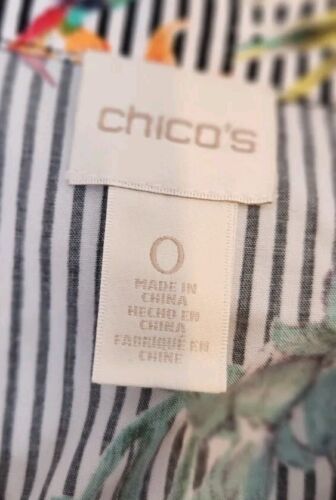 chico's
0
MADE IN
CHINA
HECHO EN
CHINA
FABRIQUÉ EN
CHINE